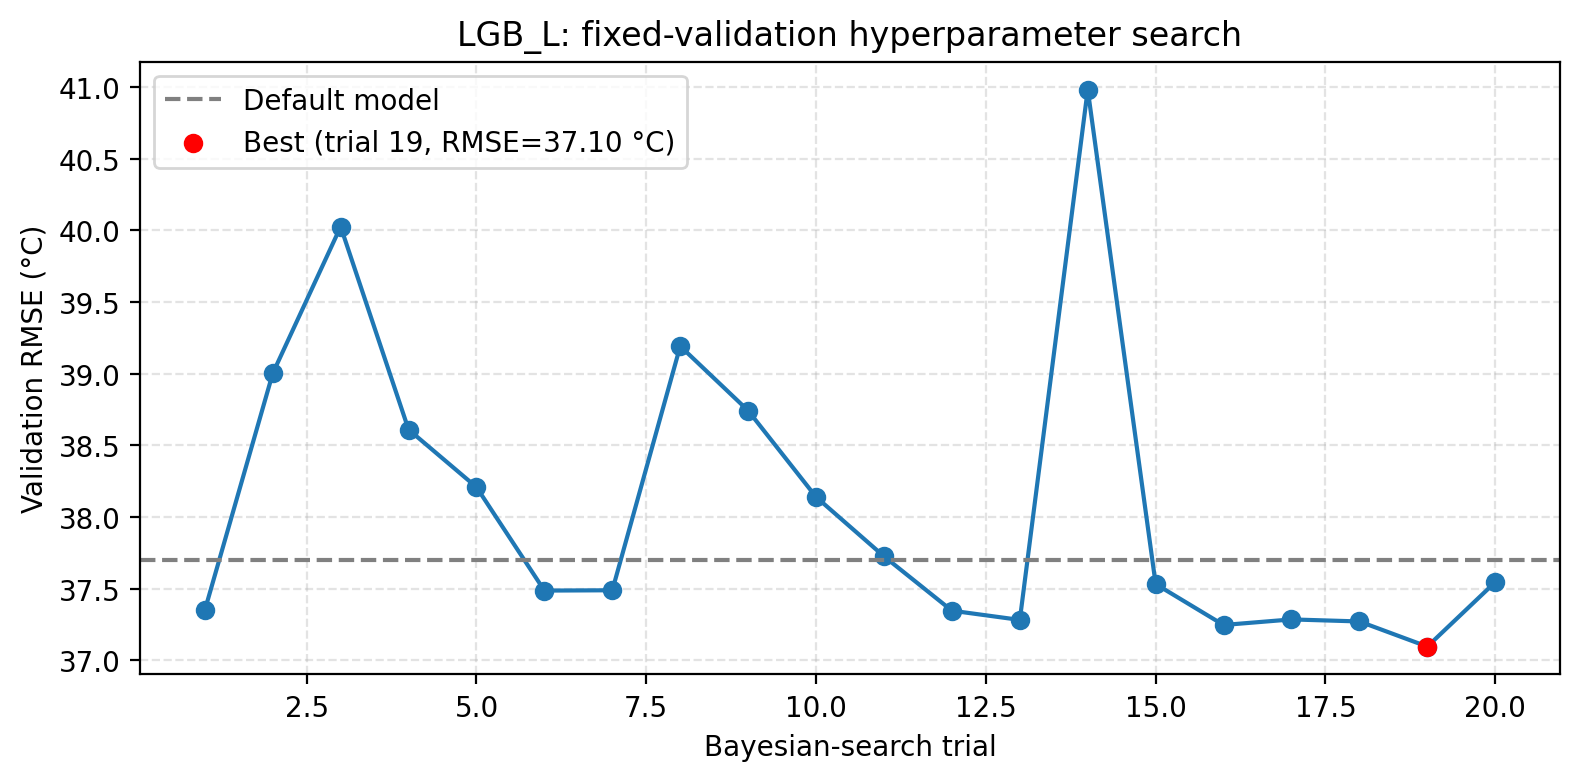 LGB_L: fixed-validation hyperparameter search
Default model
Best (trial 19, RMSE=37.10 °C)
Validation RMSE (°C)
41.0
40.5
40.0
39.5
39.0
38.5
38.0
37.5
37.0
2.5 5.0 7.5 10.0 12.5 15.0 17.5 20.0
Bayesian-search trial